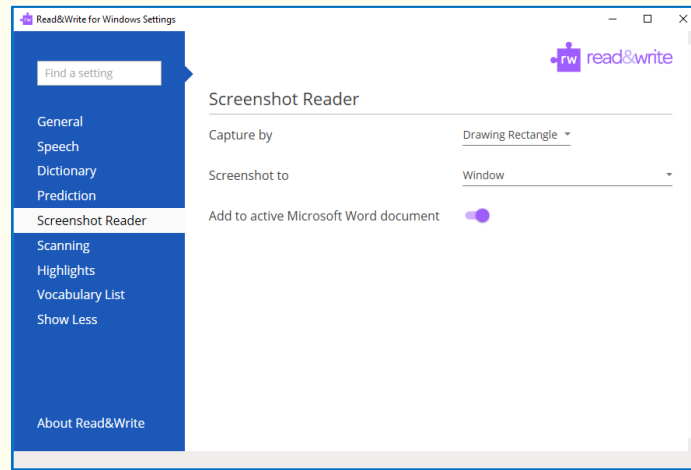 Read&Write for Windows Settings
rw read&write
Find a setting
General
Speech
Dictionary
Prediction
Screenshot Reader
Scanning
Highlights
Vocabulary List
Show Less
About Read&Write
Screenshot Reader
Capture by Drawing Rectangle
Screenshot to Window
Add to active Microsoft Word document